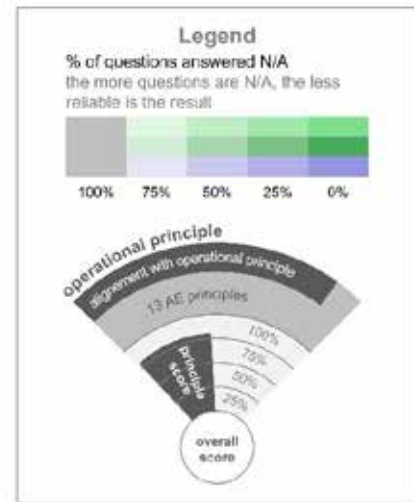 Legend
% of questions answered N/A
the more questions are N/A, the less
reliable is the result
100% 75% 50% 25% 0%
operational principle
alignement with operational principle
13 AE principles
100%
75%
50%
25%
principle
score
overall
score